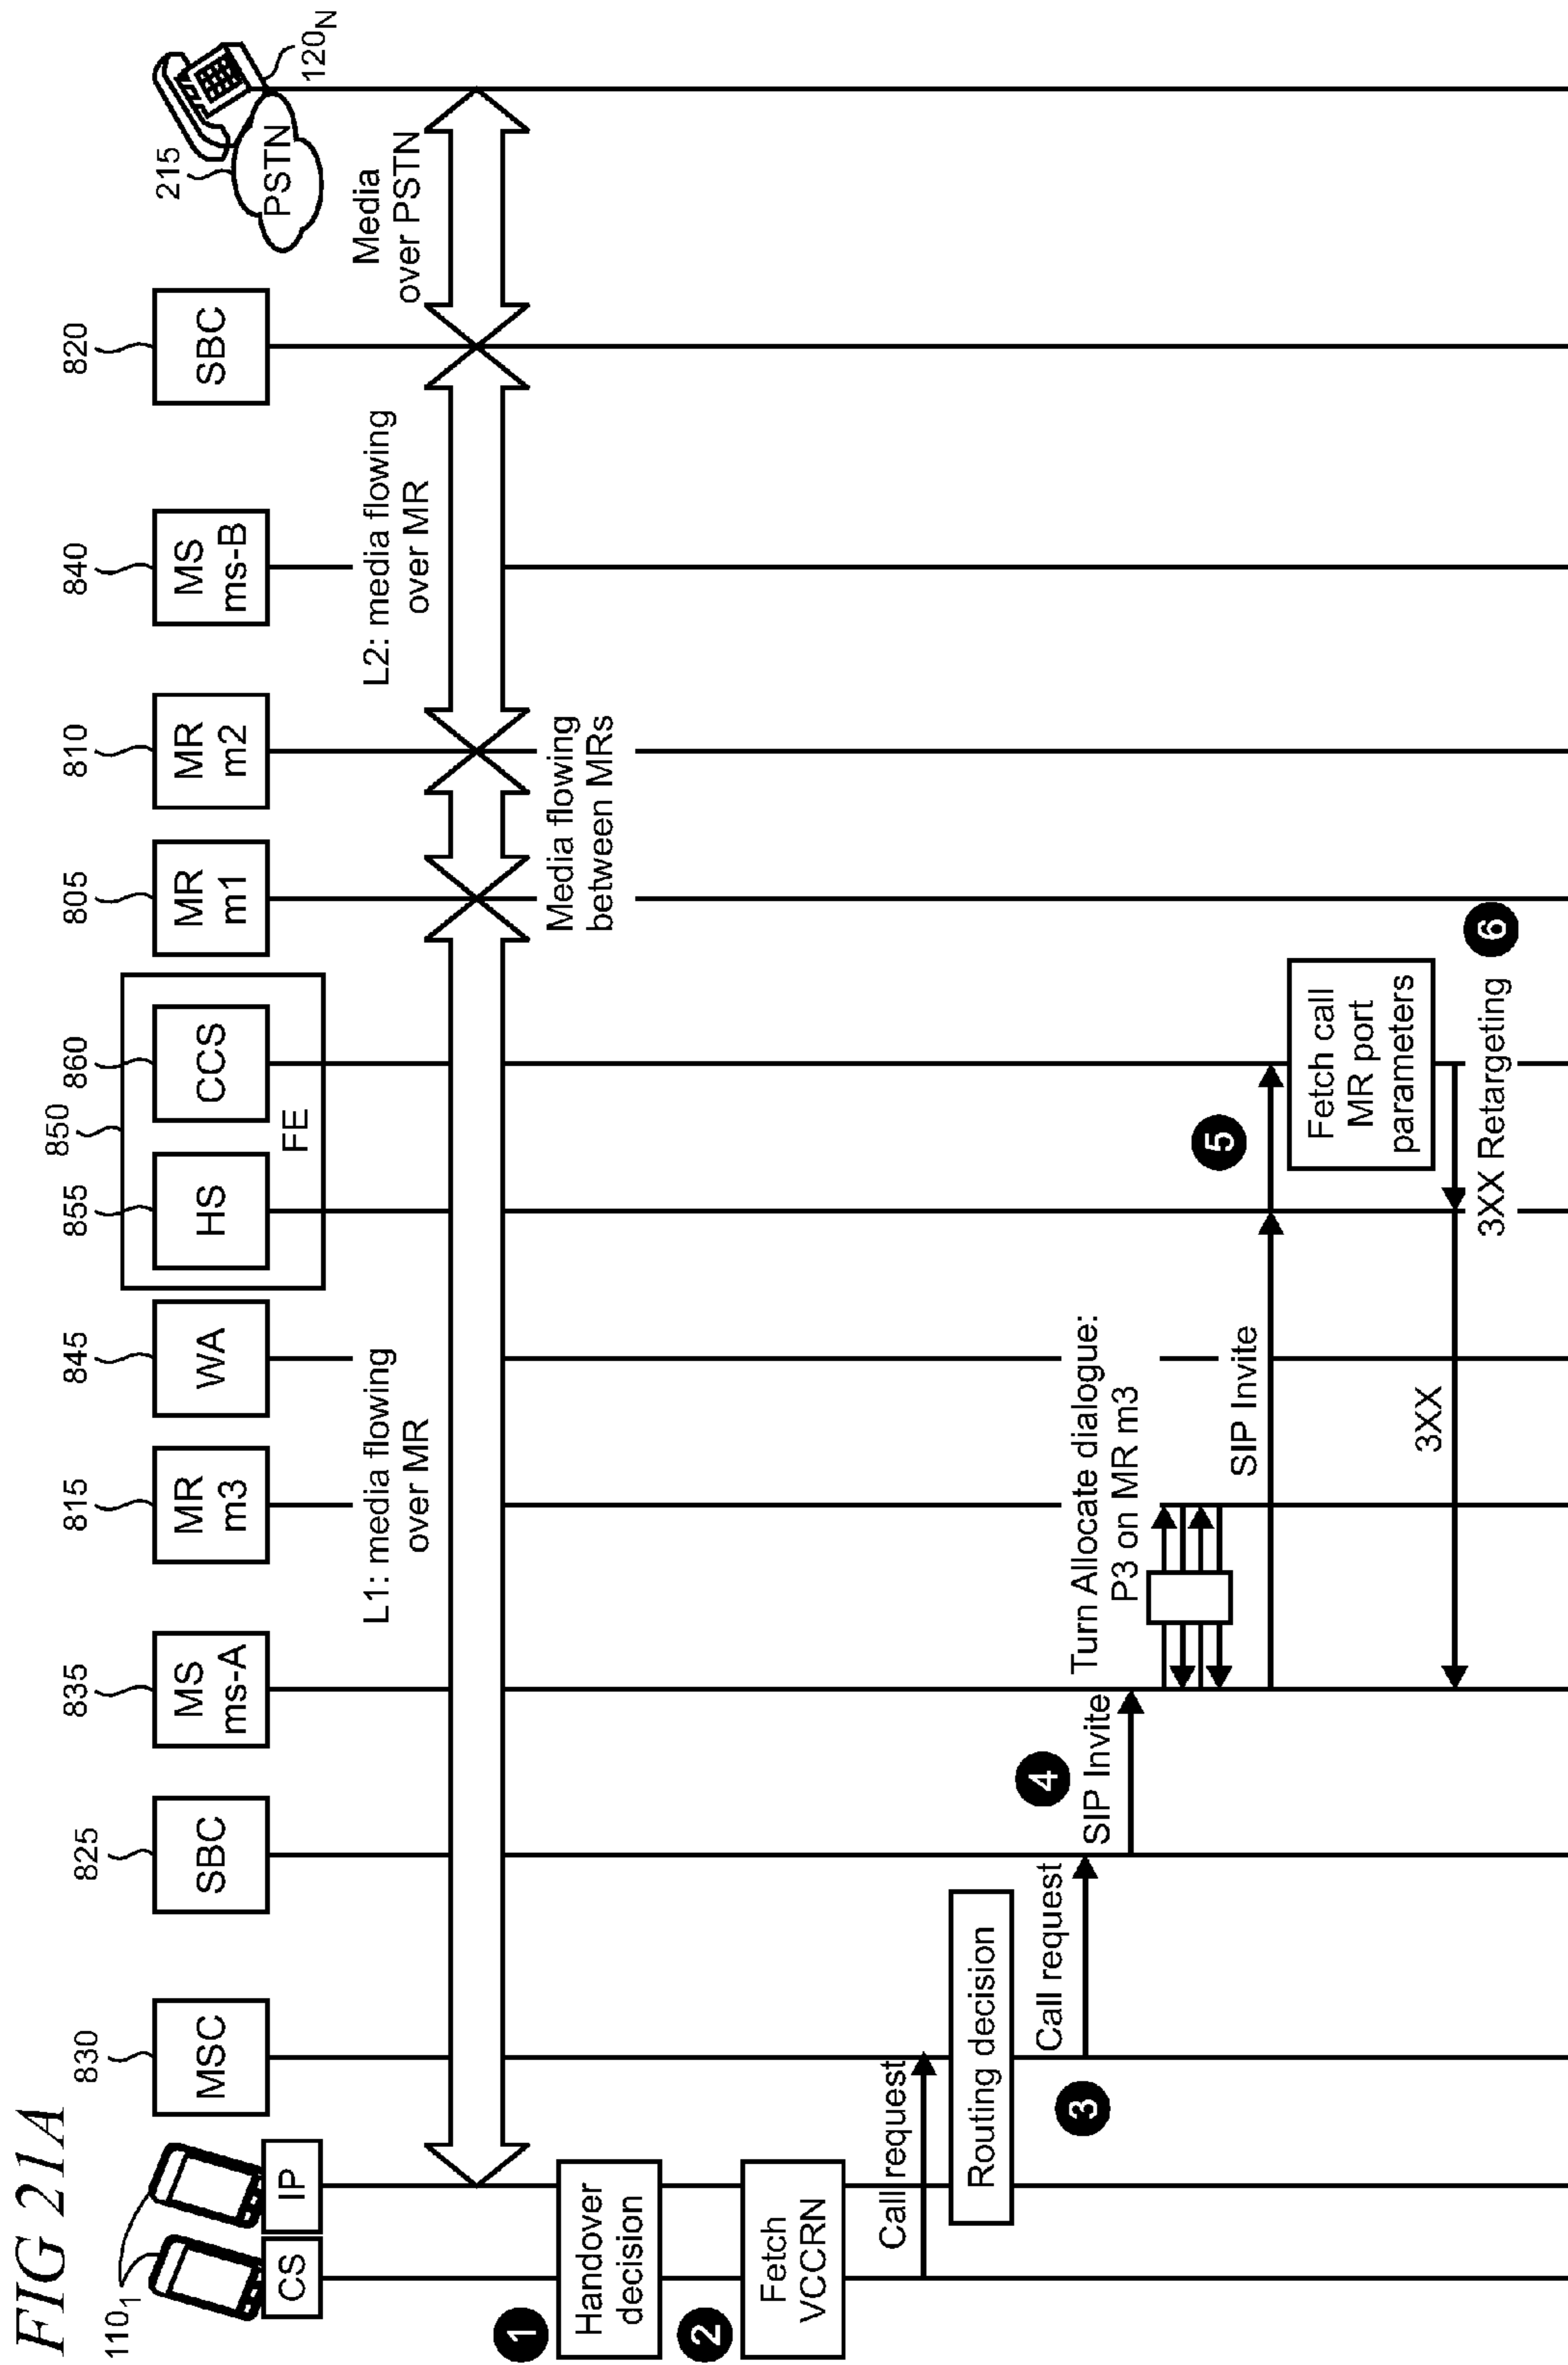 FIG 21A
110₁
CS
IP
830
MSC
825
SBC
835
MS
ms-A
815
MR
m3
845
WA
850
855
HS
860
CCS
FE
805
MR
m1
810
MR
m2
840
MS
ms-B
820
SBC
215
PSTN
120N
L1: media flowing
over MR
L2: media flowing
over MR
Media
over PSTN
Media flowing
between MRs
1
Handover
decision
2
Fetch
VCCRN
Call request
Routing decision
3
Call request
4
SIP Invite
Turn Allocate dialogue:
P3 on MR m3
SIP Invite
5
Fetch call
MR port
parameters
3XX
3XX Retargeting
6